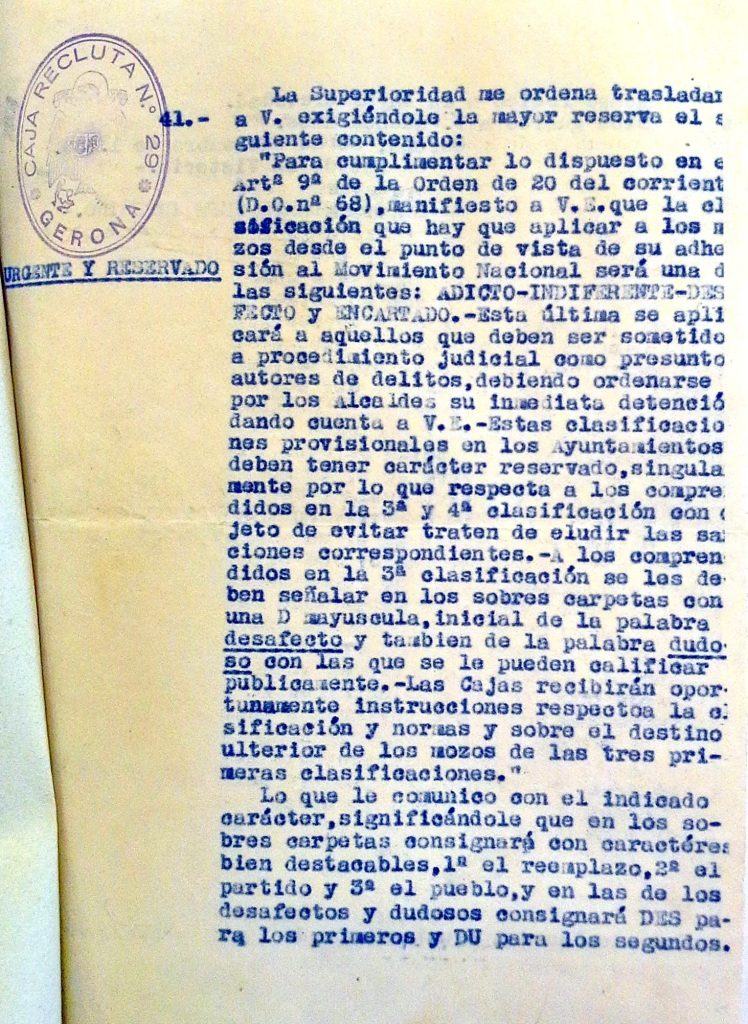 CAJA RECLUTA N.º 29.
GERONA
41.-
URGENTE Y RESERVADO
La Superioridad me ordena trasladar
a V. exigiéndole la mayor reserva el s
guiente contenido:
"Para cumplimentar lo dispuesto en e
Artª 9ª de la Orden de 20 del corrient
(D.O.nª 68),manifiesto a V.E.que la cl
sificación que hay que aplicar a los m
zos desde el punto de vista de su adhe
sión al Movimiento Nacional será una d
las siguientes: ADICTO-INDIFERENTE-DES
FECTO y ENCARTADO.-Esta última se apli
cará a aquellos que deben ser sometido
a procedimiento judicial como presunto
autores de delitos,debiendo ordenarse
por los Alcaldes su inmediata detenció
dando cuenta a V.E.-Estas clasificacio
nes provisionales en los Ayuntamientos
deben tener carácter reservado,singula
mente por lo que respecta a los compre
didos en la 3ª y 4ª clasificación con o
jeto de evitar traten de eludir las sa
ciones correspondientes.-A los compren
didos en la 3ª clasificación se les de
ben señalar en los sobres carpetas con
una D mayuscula,inicial de la palabra
desafecto y tambien de la palabra dudo-
so con las que se le pueden calificar
publicamente.-Las Cajas recibirán opor-
tunamente instrucciones respectoa la cl
sificación y normas y sobre el destino
ulterior de los mozos de las tres pri-
meras clasificaciones."
Lo que le comunico con el indicado
carácter,significándole que en los so-
bres carpetas consignará con caractéres
bien destacables,1ª el reemplazo,2ª el
partido y 3ª el pueblo,y en las de los
desafectos y dudosos consignará DES pa-
ra los primeros y DU para los segundos.